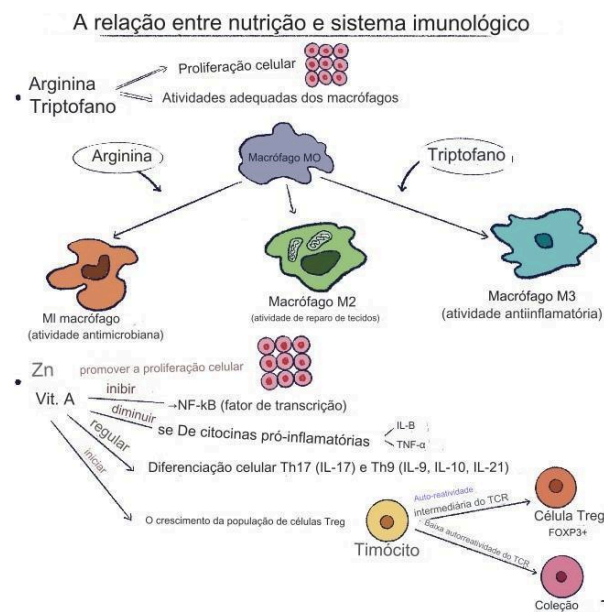 A relação entre nutrição e sistema imunológico
Arginina
Triptofano
Proliferação celular
Atividades adequadas dos macrófagos
Arginina
Macrófago MO
Triptofano
MI macrófago
(atividade antimicrobiana)
Macrófago M2
(atividade de reparo de tecidos)
Macrófago M3
(atividade antiinflamatória)
Zn
promover a proliferação celular
Vit. A
inibir
→NF-kB (fator de transcrição)
diminuir
se De citocinas pró-inflamatórias
IL-B
TNF-α
regular
Diferenciação celular Th17 (IL-17) e Th9 (IL-9, IL-10, IL-21)
iniciar
O crescimento da população de células Treg
Timócito
Auto-reatividade
intermediária do TCR
Célula Treg
FOXP3+
Baixa autorreatividade do TCR
Coleção